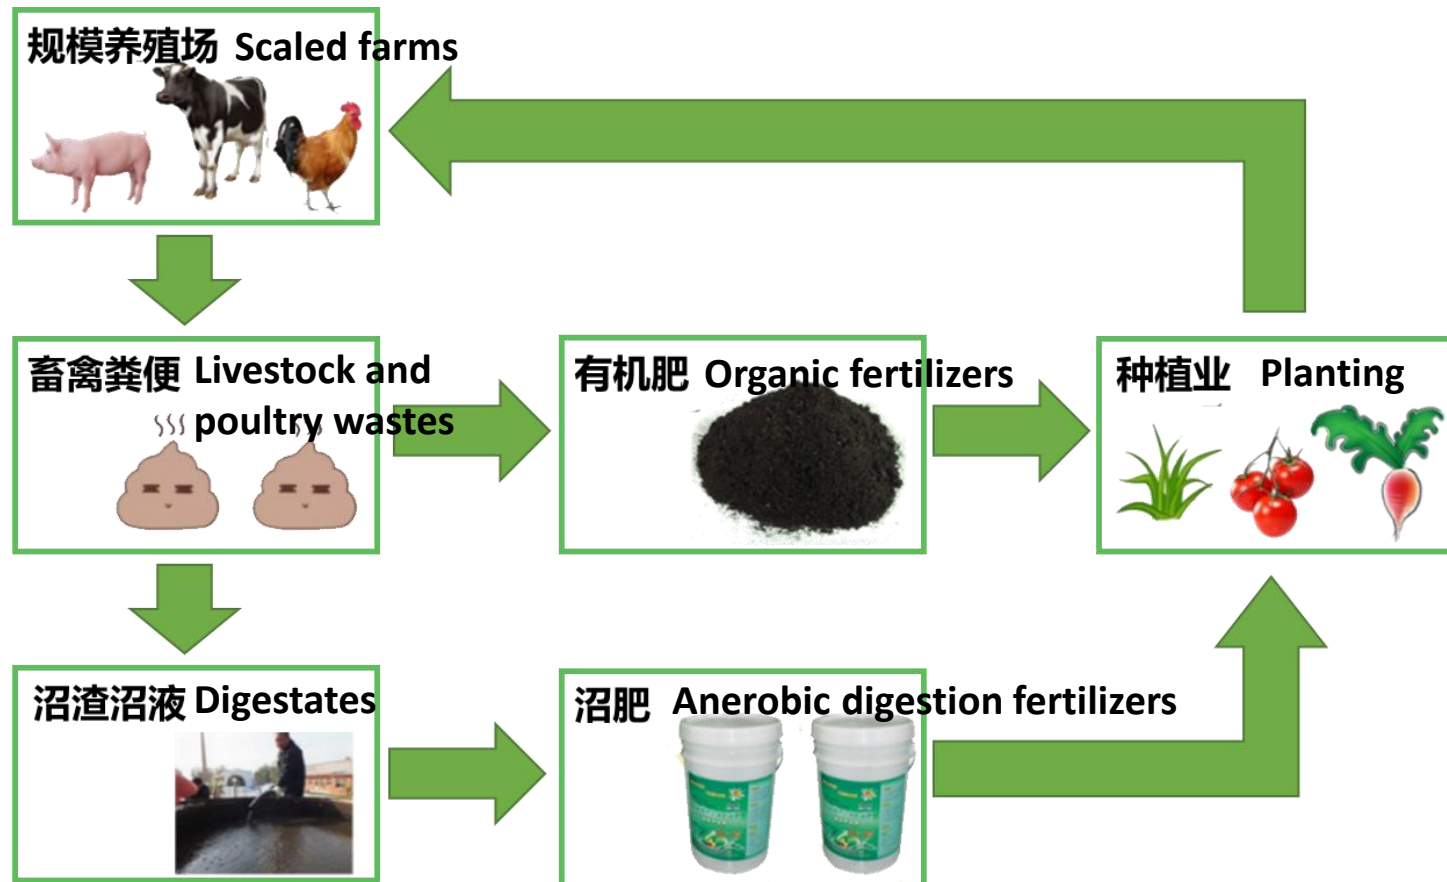 规模养殖场 Scaled farms
畜禽粪便 Livestock and
poultry wastes
有机肥 Organic fertilizers
种植业 Planting
沼渣沼液 Digestates
沼肥 Anerobic digestion fertilizers